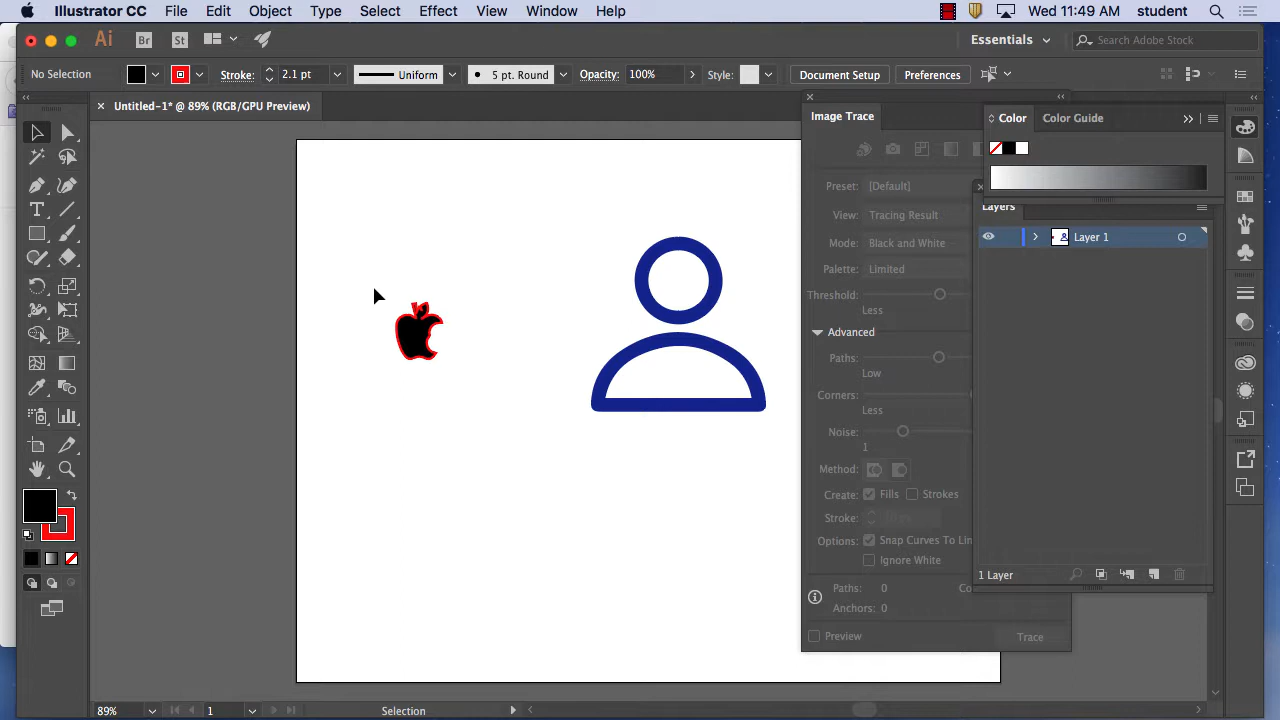 Illustrator CC File Edit Object Type Select Effect View Window Help Wed 11:49 AM student
Ai Br St Essentials Search Adobe Stock
No Selection Stroke: 2.1 pt Uniform 5 pt. Round Opacity: 100% Style: Document Setup Preferences
Untitled-1* @ 89% (RGB/GPU Preview)
Image Trace
Color Color Guide
Preset: [Default]
Layers
View: Tracing Result
Layer 1
Mode: Black and White
Palette: Limited
Threshold:
Less
Advanced
Paths:
Low
Corners:
Less
Noise:
1
Method:
Create: Fills Strokes
Stroke:
Options: Snap Curves To Lin
Ignore White
1 Layer
Paths: 0 Co
Anchors: 0
Preview Trace
89% 1 Selection